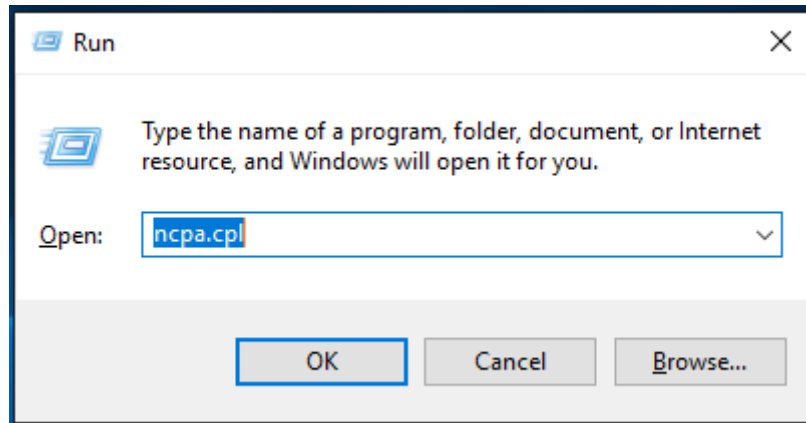 Run
Type the name of a program, folder, document, or Internet
resource, and Windows will open it for you.
Open: ncpa.cpl
OK Cancel Browse...